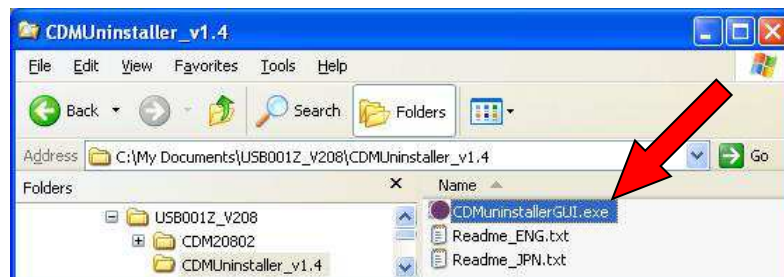 CDMUninstaller_v1.4
File Edit View Favorites Tools Help
Back Search Folders
Address C:\My Documents\USB001Z_V208\CDMUninstaller_v1.4 Go
Folders x Name
USB001Z_V208 CDMuninstallerGUI.exe
CDM20802 Readme_ENG.txt
CDMUninstaller_v1.4 Readme_JPN.txt